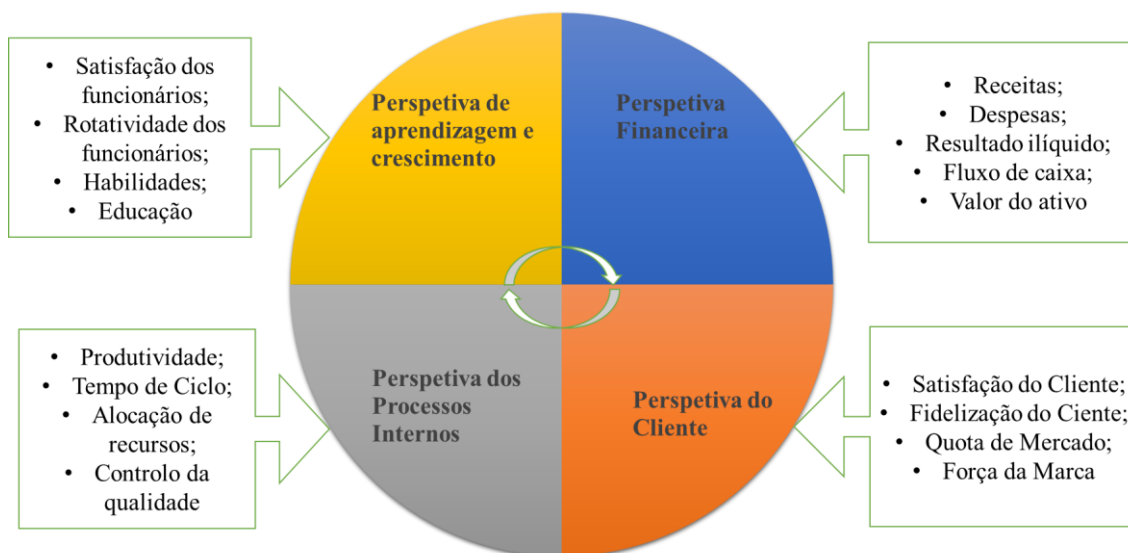 • Satisfação dos
funcionários;
• Rotatividade dos
funcionários;
• Habilidades;
• Educação
Perspetiva de
aprendizagem e
crescimento
Perspetiva
Financeira
• Receitas;
• Despesas;
• Resultado ilíquido;
• Fluxo de caixa;
• Valor do ativo
• Produtividade;
• Tempo de Ciclo;
• Alocação de
recursos;
• Controlo da
qualidade
Perspetiva dos
Processos
Internos
Perspetiva do
Cliente
• Satisfação do Cliente;
• Fidelização do Ciente;
• Quota de Mercado;
• Força da Marca